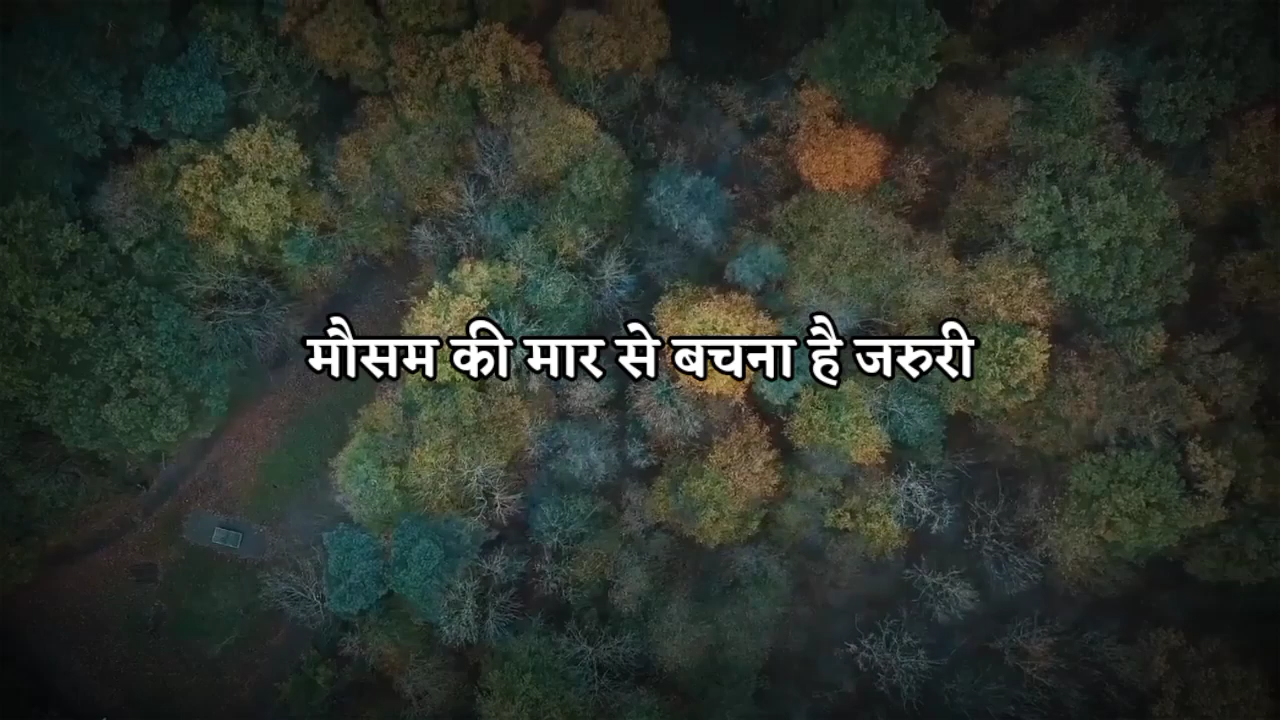 मौसम की मार से बचना है जरुरी